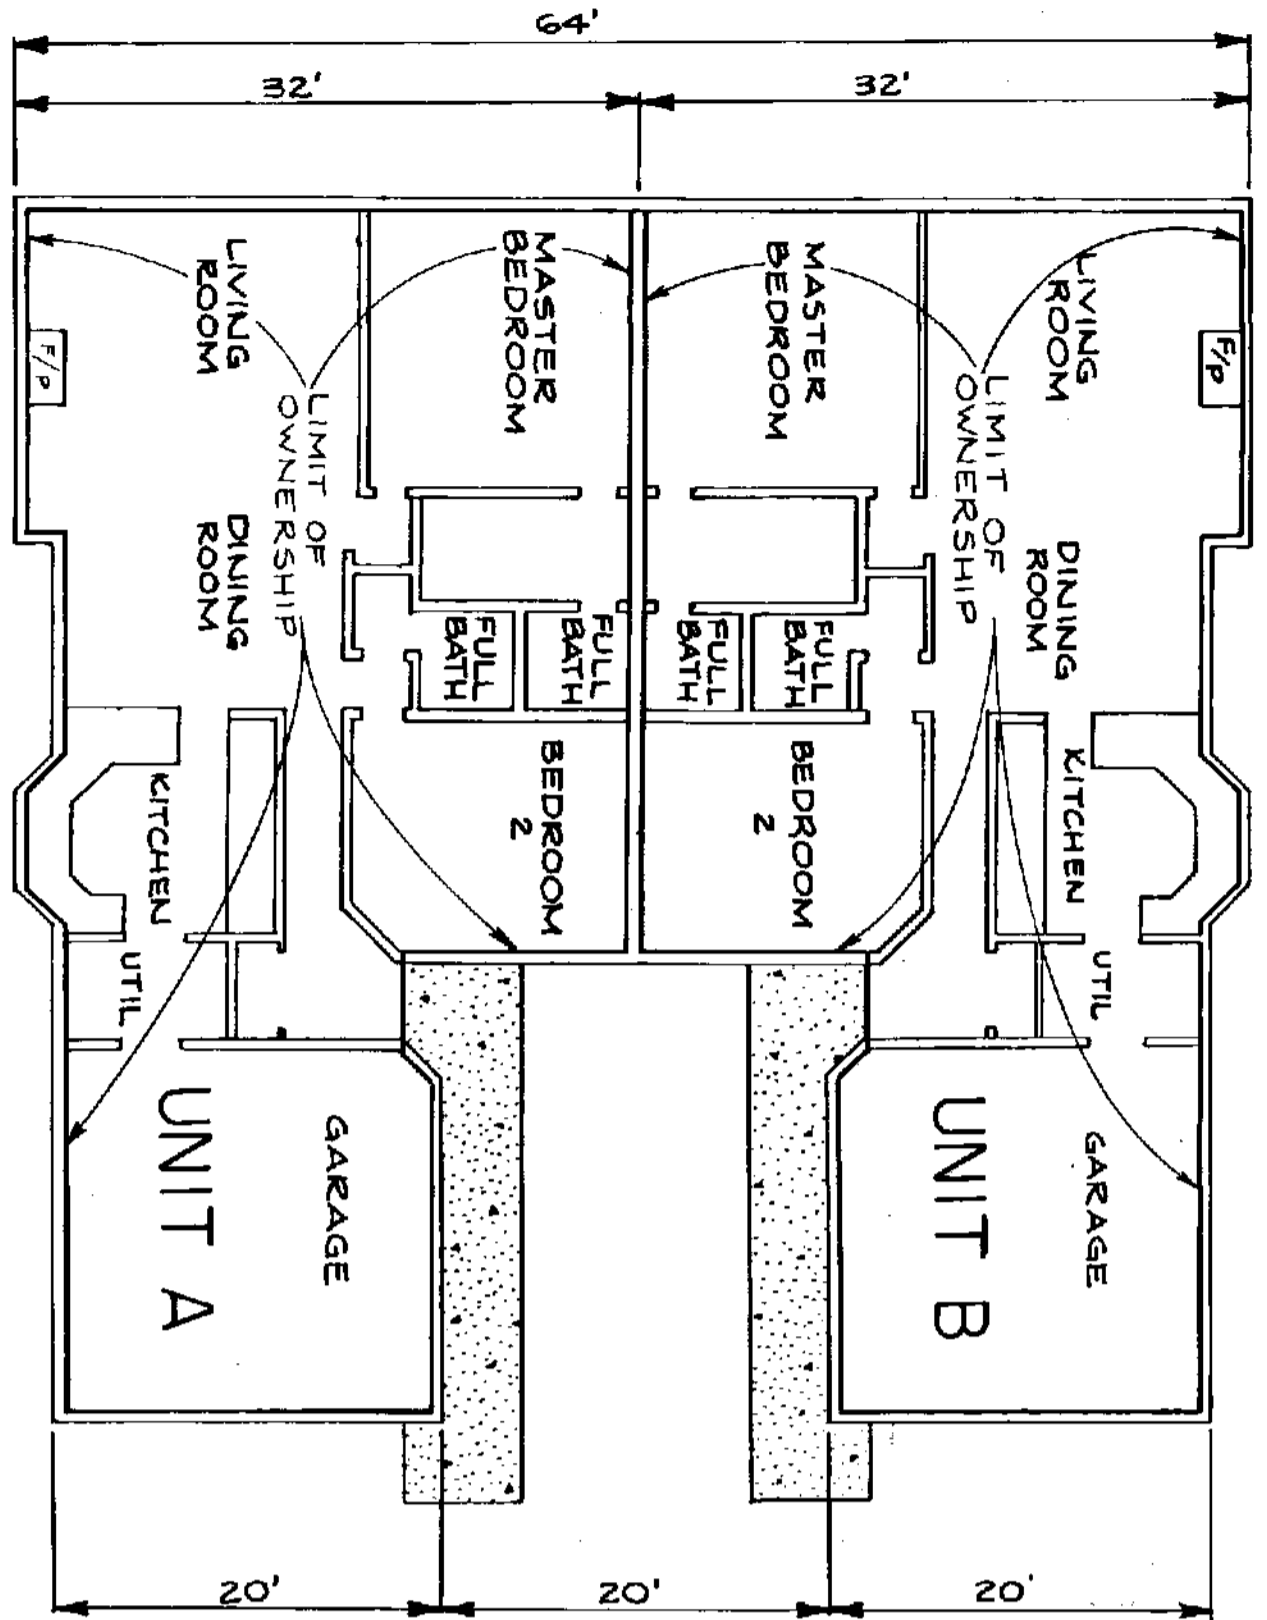 64'
32'
32'
LIVING
ROOM
MASTER
BEDROOM
MASTER
BEDROOM
LIVING
ROOM
F/P
F/P
LIMIT OF
OWNERSHIP
LIMIT OF
OWNERSHIP
DINING
ROOM
DINING
ROOM
FULL
BATH
FULL
BATH
FULL
BATH
FULL
BATH
KITCHEN
BEDROOM
2
BEDROOM
2
KITCHEN
UTIL
UTIL
UNIT A
GARAGE
UNIT B
GARAGE
20'
20'
20'